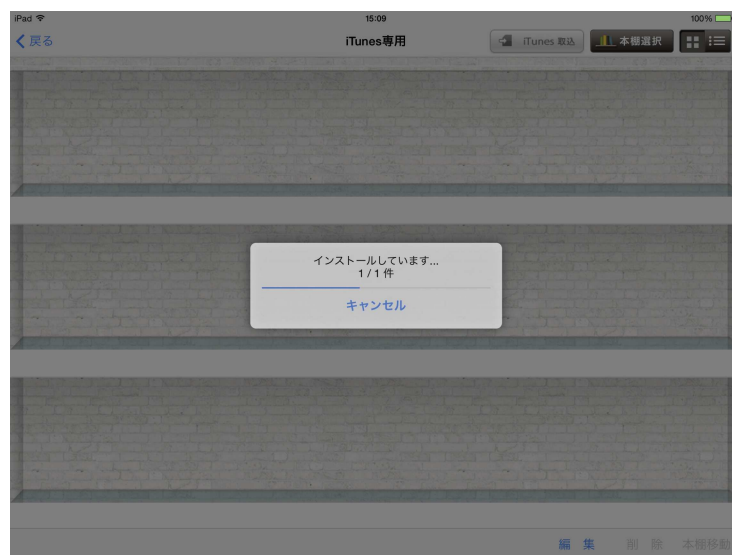 iPad 15:09 100%
戻る iTunes専用 iTunes 取込 本棚選択
インストールしています...
1 / 1 件
キャンセル
編 集 削 除 本棚移動